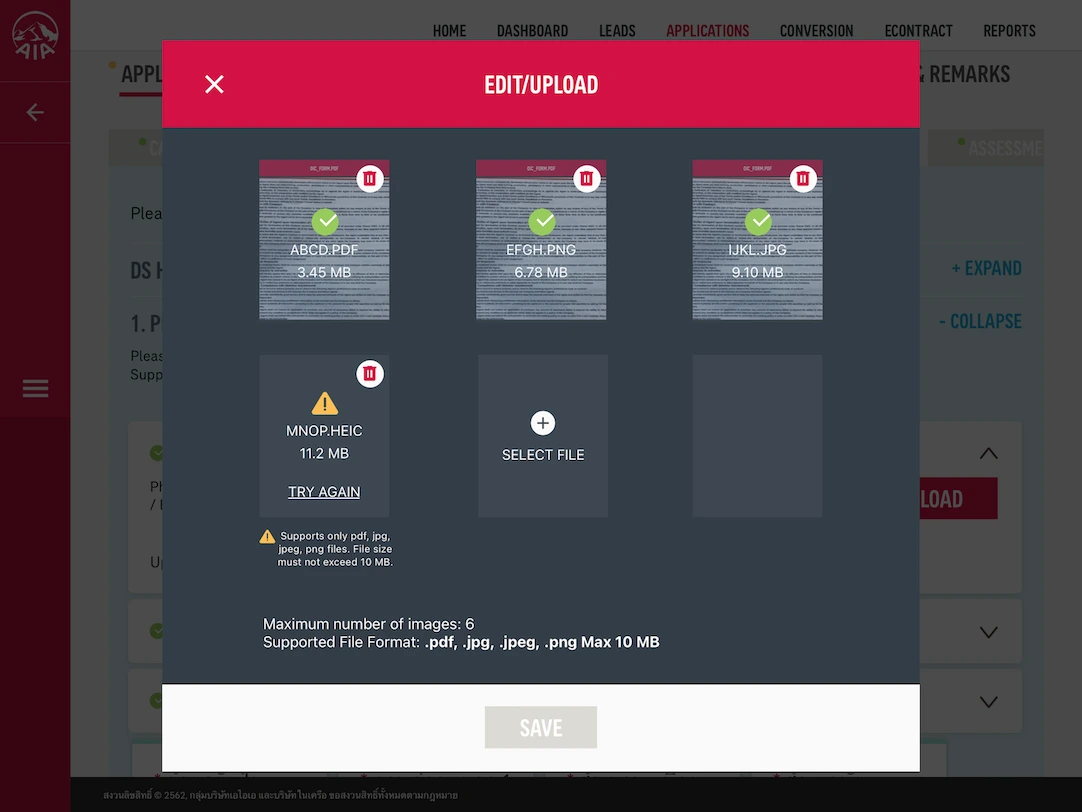 AIA
HOME DASHBOARD LEADS APPLICATIONS CONVERSION ECONTRACT REPORTS
APPL
& REMARKS
EDIT/UPLOAD
CA
ASSESSME
OIC_FORM.PDF OIC_FORM.PDF OIC_FORM.PDF
Plea
ABCD.PDF EFGH.PNG IJKL.JPG
3.45 MB 6.78 MB 9.10 MB
DS H
+ EXPAND
1. P
- COLLAPSE
Pleas
Supp
MNOP.HEIC
11.2 MB
TRY AGAIN
SELECT FILE
LOAD
Supports only pdf, jpg,
jpeg, png files. File size
must not exceed 10 MB.
Maximum number of images: 6
Supported File Format: .pdf, .jpg, .jpeg, .png Max 10 MB
SAVE
สงวนลิขสิทธิ์ © 2562, กลุ่มบริษัทเอไอเอ และบริษัทในเครือ ขอสงวนสิทธิ์ทั้งหมดตามกฎหมาย